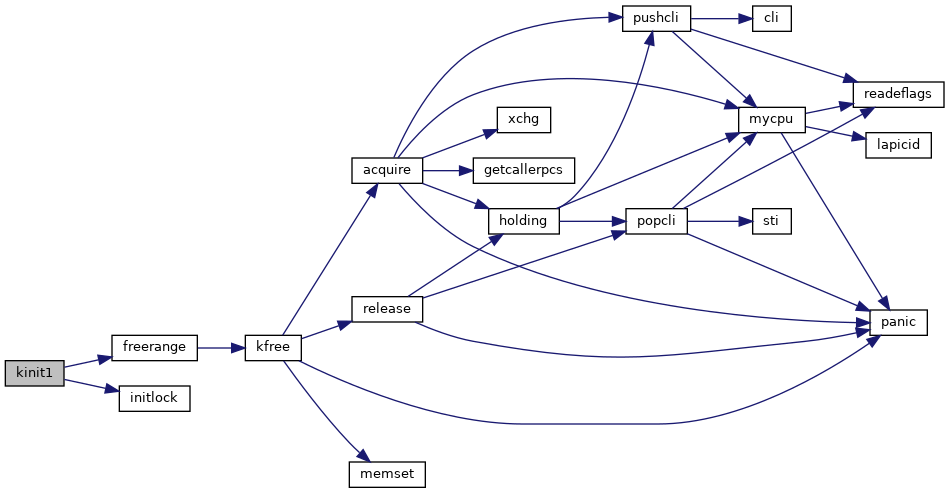 pushcli
cli
readeflags
xchg
mycpu
lapicid
acquire
getcallerpcs
holding
popcli
sti
release
panic
freerange
kfree
kinit1
initlock
memset